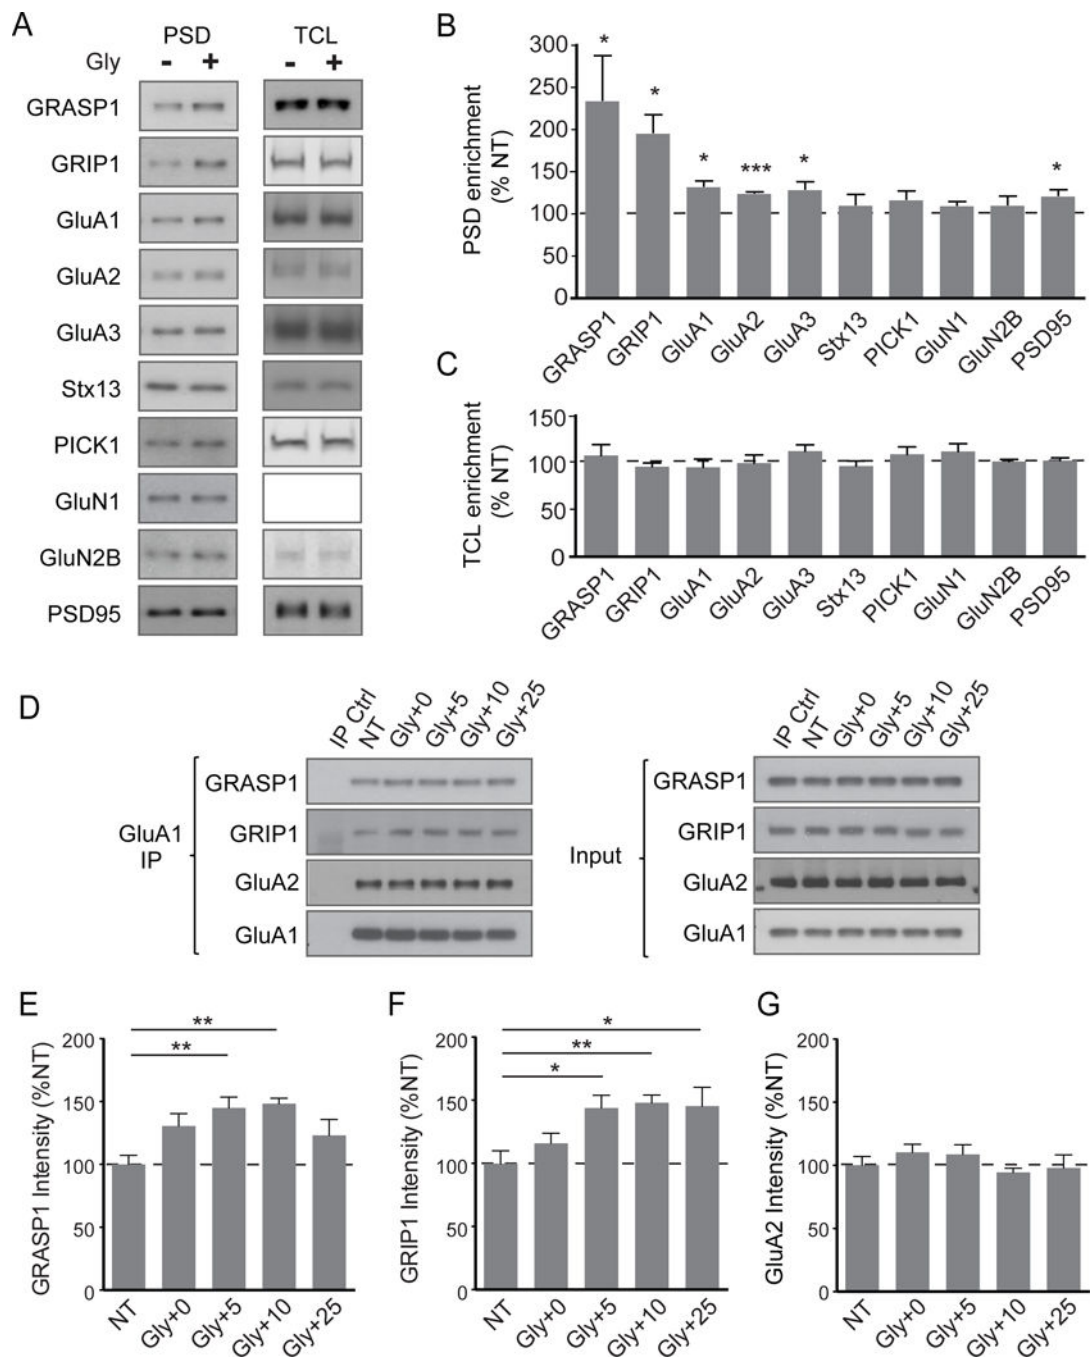 A
PSD TCL
Gly - + - +
GRASP1
GRIP1
GluA1
GluA2
GluA3
Stx13
PICK1
GluN1
GluN2B
PSD95
B
PSD enrichment
(% NT)
300
250
200
150
100
50
0
* * * *** * *
GRASP1 GRIP1 GluA1 GluA2 GluA3 Stx13 PICK1 GluN1 GluN2B PSD95
C
TCL enrichment
(% NT)
150
100
50
0
GRASP1 GRIP1 GluA1 GluA2 GluA3 Stx13 PICK1 GluN1 GluN2B PSD95
D
IP Ctrl NT Gly+0 Gly+5 Gly+10 Gly+25
GluA1
IP
GRASP1
GRIP1
GluA2
GluA1
IP Ctrl NT Gly+0 Gly+5 Gly+10 Gly+25
Input
GRASP1
GRIP1
GluA2
GluA1
E
GRASP1 Intensity (%NT)
200
150
100
50
0
**
**
NT Gly+0 Gly+5 Gly+10 Gly+25
F
GRIP1 Intensity (%NT)
200
150
100
50
0
*
**
*
NT Gly+0 Gly+5 Gly+10 Gly+25
G
GluA2 Intensity (%NT)
200
150
100
50
0
NT Gly+0 Gly+5 Gly+10 Gly+25